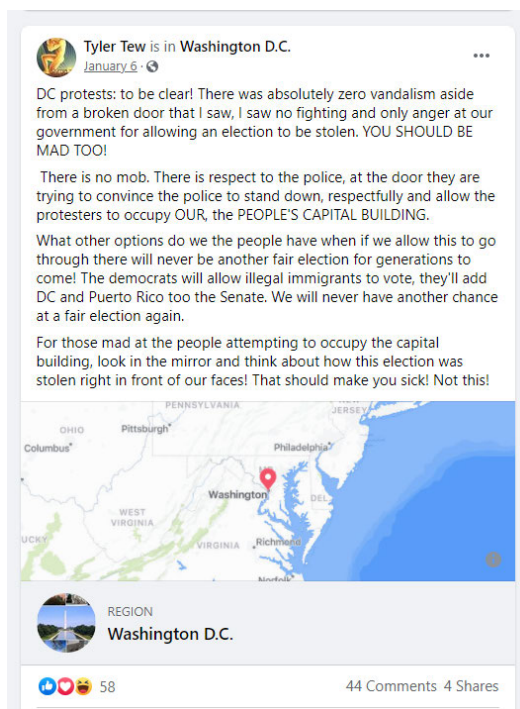 Tyler Tew is in Washington D.C.
January 6 ·
DC protests: to be clear! There was absolutely zero vandalism aside
from a broken door that I saw, I saw no fighting and only anger at our
government for allowing an election to be stolen. YOU SHOULD BE
MAD TOO!
There is no mob. There is respect to the police, at the door they are
trying to convince the police to stand down, respectfully and allow the
protesters to occupy OUR, the PEOPLE'S CAPITAL BUILDING.
What other options do we the people have when if we allow this to go
through there will never be another fair election for generations to
come! The democrats will allow illegal immigrants to vote, they'll add
DC and Puerto Rico too the Senate. We will never have another chance
at a fair election again.
For those mad at the people attempting to occupy the capital
building, look in the mirror and think about how this election was
stolen right in front of our faces! That should make you sick! Not this!
PENNSYLVANIA
NEW
JERSEY
OHIO
Pittsburgh
Columbus
Philadelphia
Washington
DEL
WEST
VIRGINIA
UCKY
VIRGINIA
Richmond
Norfolk
REGION
Washington D.C.
58
44 Comments 4 Shares